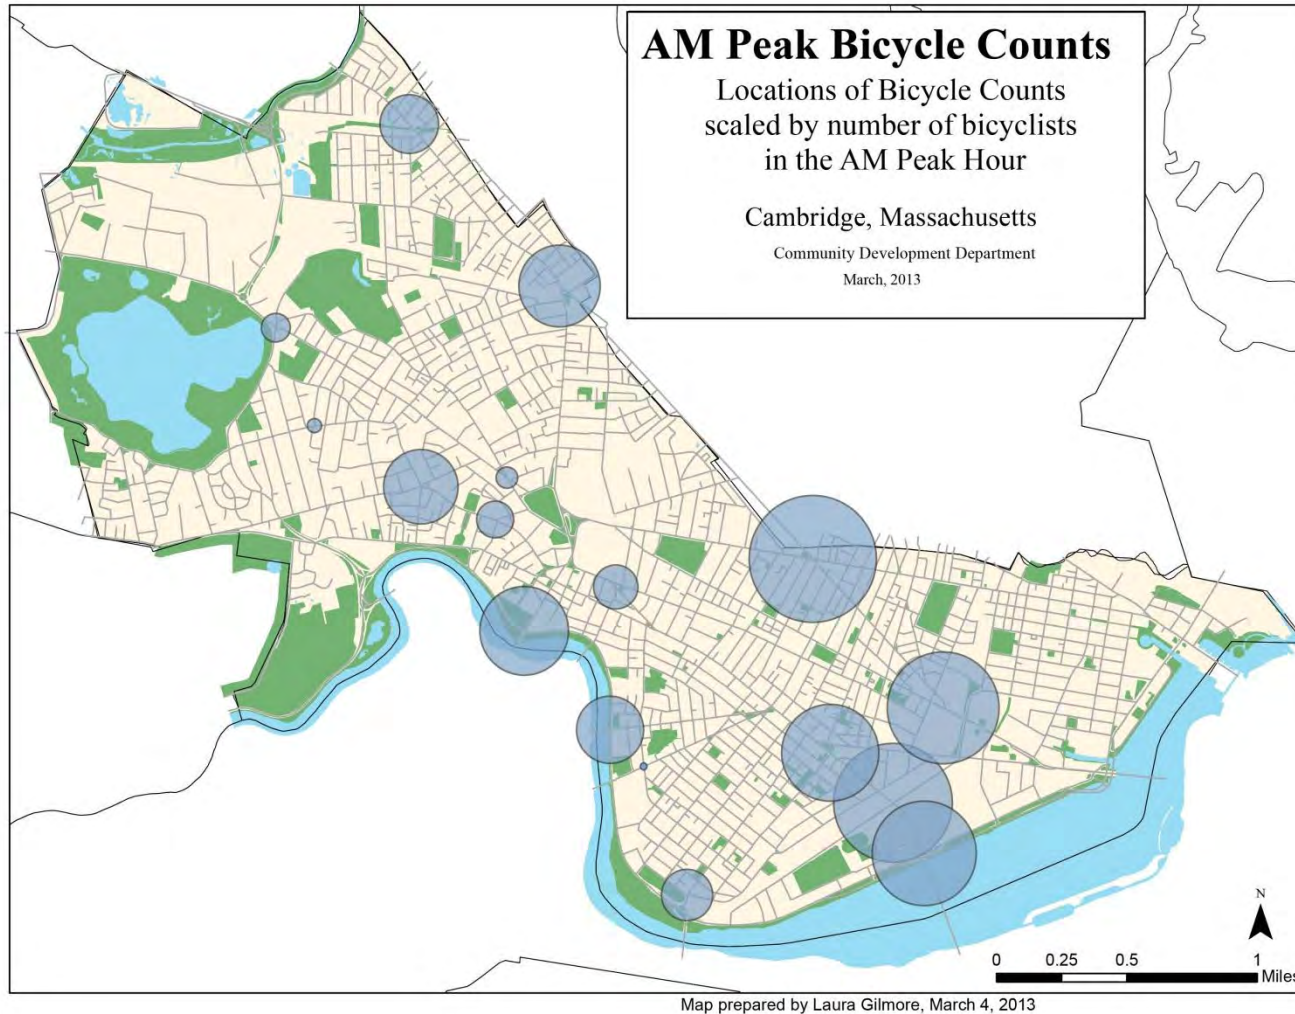 AM Peak Bicycle Counts
Locations of Bicycle Counts
scaled by number of bicyclists
in the AM Peak Hour
Cambridge, Massachusetts
Community Development Department
March, 2013
N
0 0.25 0.5 1
Miles
Map prepared by Laura Gilmore, March 4, 2013